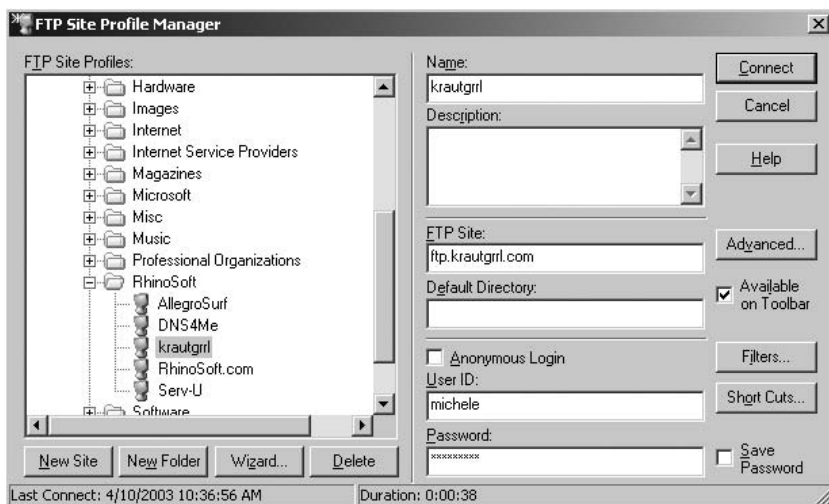 FTP Site Profile Manager
FTP Site Profiles:
Hardware
Images
Internet
Internet Service Providers
Magazines
Microsoft
Misc
Music
Professional Organizations
RhinoSoft
AllegroSurf
DNS4Me
krautgrrl
RhinoSoft.com
Serv-U
Software
New Site
New Folder
Wizard...
Delete
Name:
krautgrrl
Description:
FTP Site:
ftp.krautgrrl.com
Default Directory:
Anonymous Login
User ID:
michele
Password:
×××××××××
Connect
Cancel
Help
Advanced...
Available
on Toolbar
Filters...
Short Cuts...
Save
Password
Last Connect: 4/10/2003 10:36:56 AM
Duration: 0:00:38